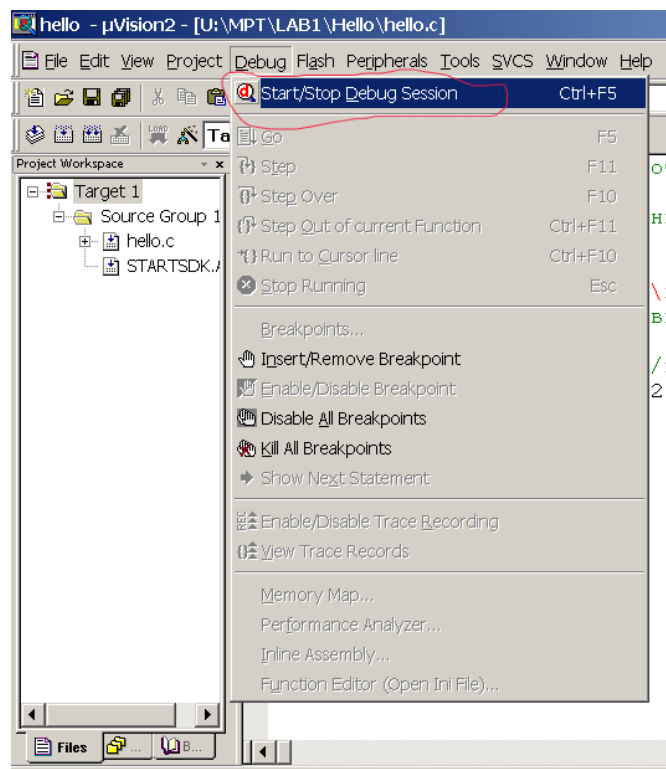 hello - µVision2 - [U:\MPT\LAB1\Hello\hello.c]
File Edit View Project Debug Flash Peripherals Tools SVCS Window Help
Start/Stop Debug Session Ctrl+F5
LOAD
Ta
Go F5
Project Workspace
Step F11
Target 1
Step Over F10
Source Group 1
Step Out of current Function Ctrl+F11
hello.c
Run to Cursor line Ctrl+F10
STARTSDK.A
Stop Running Esc
Breakpoints...
Insert/Remove Breakpoint
Enable/Disable Breakpoint
2
Disable All Breakpoints
Kill All Breakpoints
Show Next Statement
REC Enable/Disable Trace Recording
View Trace Records
Memory Map...
Performance Analyzer...
Inline Assembly...
Function Editor (Open Ini File)...
Files ... B...